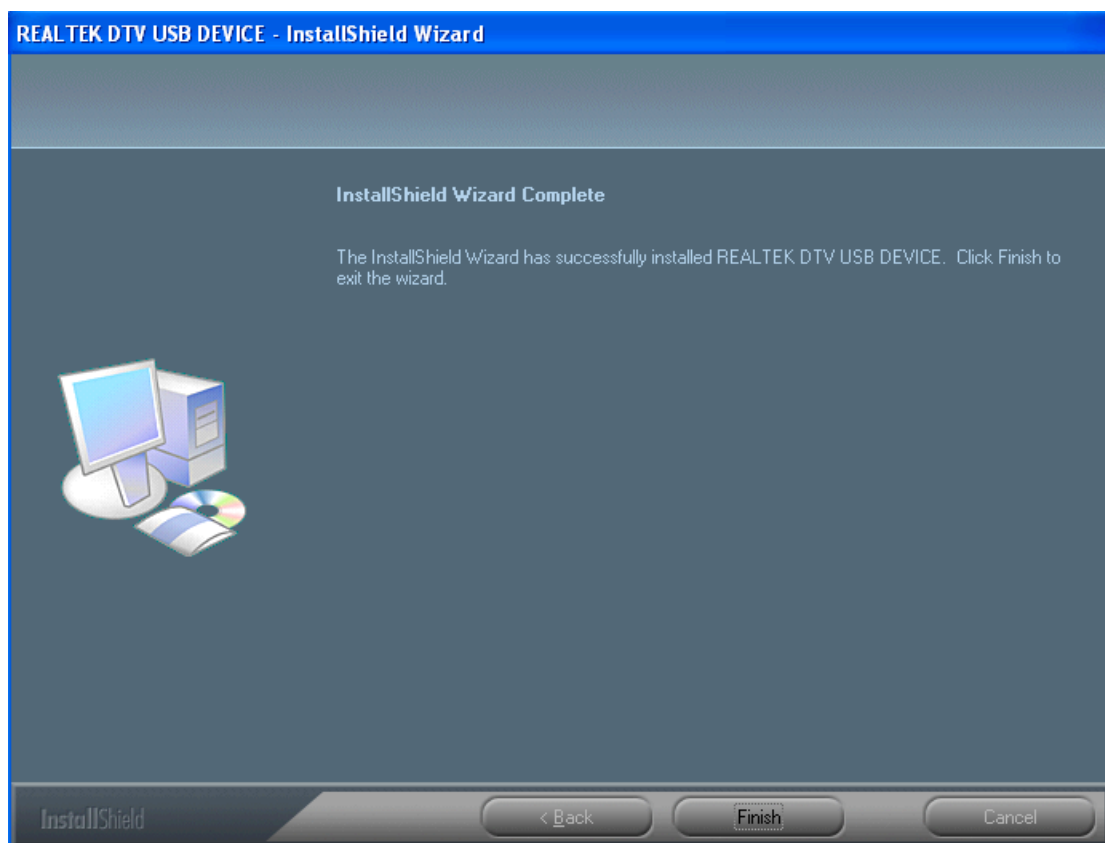 REALTEK DTV USB DEVICE - InstallShield Wizard
InstallShield Wizard Complete
The InstallShield Wizard has successfully installed REALTEK DTV USB DEVICE. Click Finish to
exit the wizard.
InstallShield
< Back
Finish
Cancel